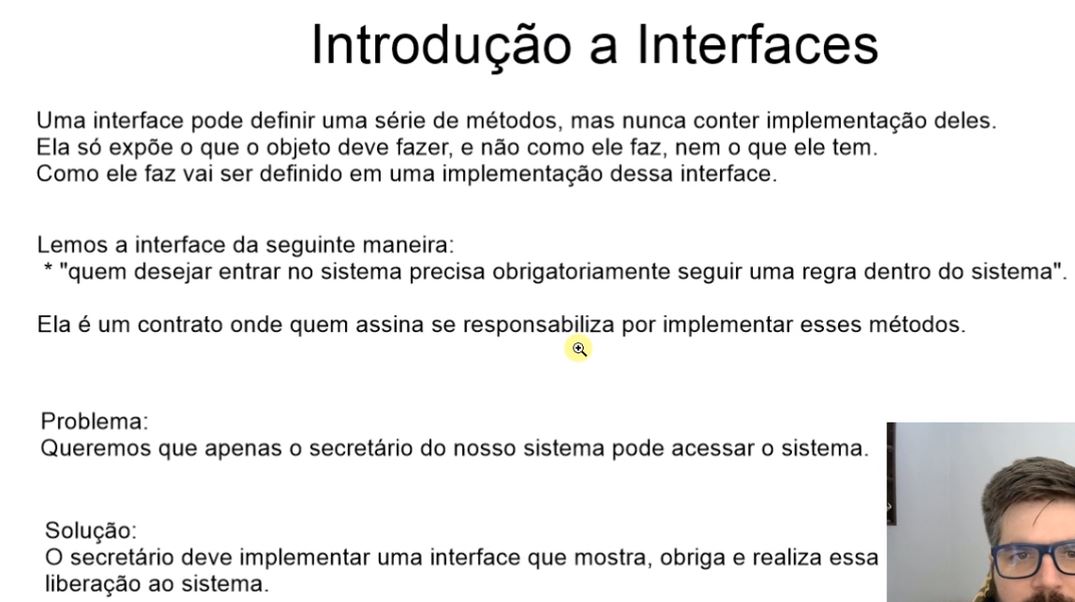 Introdução a Interfaces
Uma interface pode definir uma série de métodos, mas nunca conter implementação deles.
Ela só expõe o que o objeto deve fazer, e não como ele faz, nem o que ele tem.
Como ele faz vai ser definido em uma implementação dessa interface.
Lemos a interface da seguinte maneira:
* "quem desejar entrar no sistema precisa obrigatoriamente seguir uma regra dentro do sistema".
Ela é um contrato onde quem assina se responsabiliza por implementar esses métodos.
Problema:
Queremos que apenas o secretário do nosso sistema pode acessar o sistema.
Solução:
O secretário deve implementar uma interface que mostra, obriga e realiza essa
liberação ao sistema.